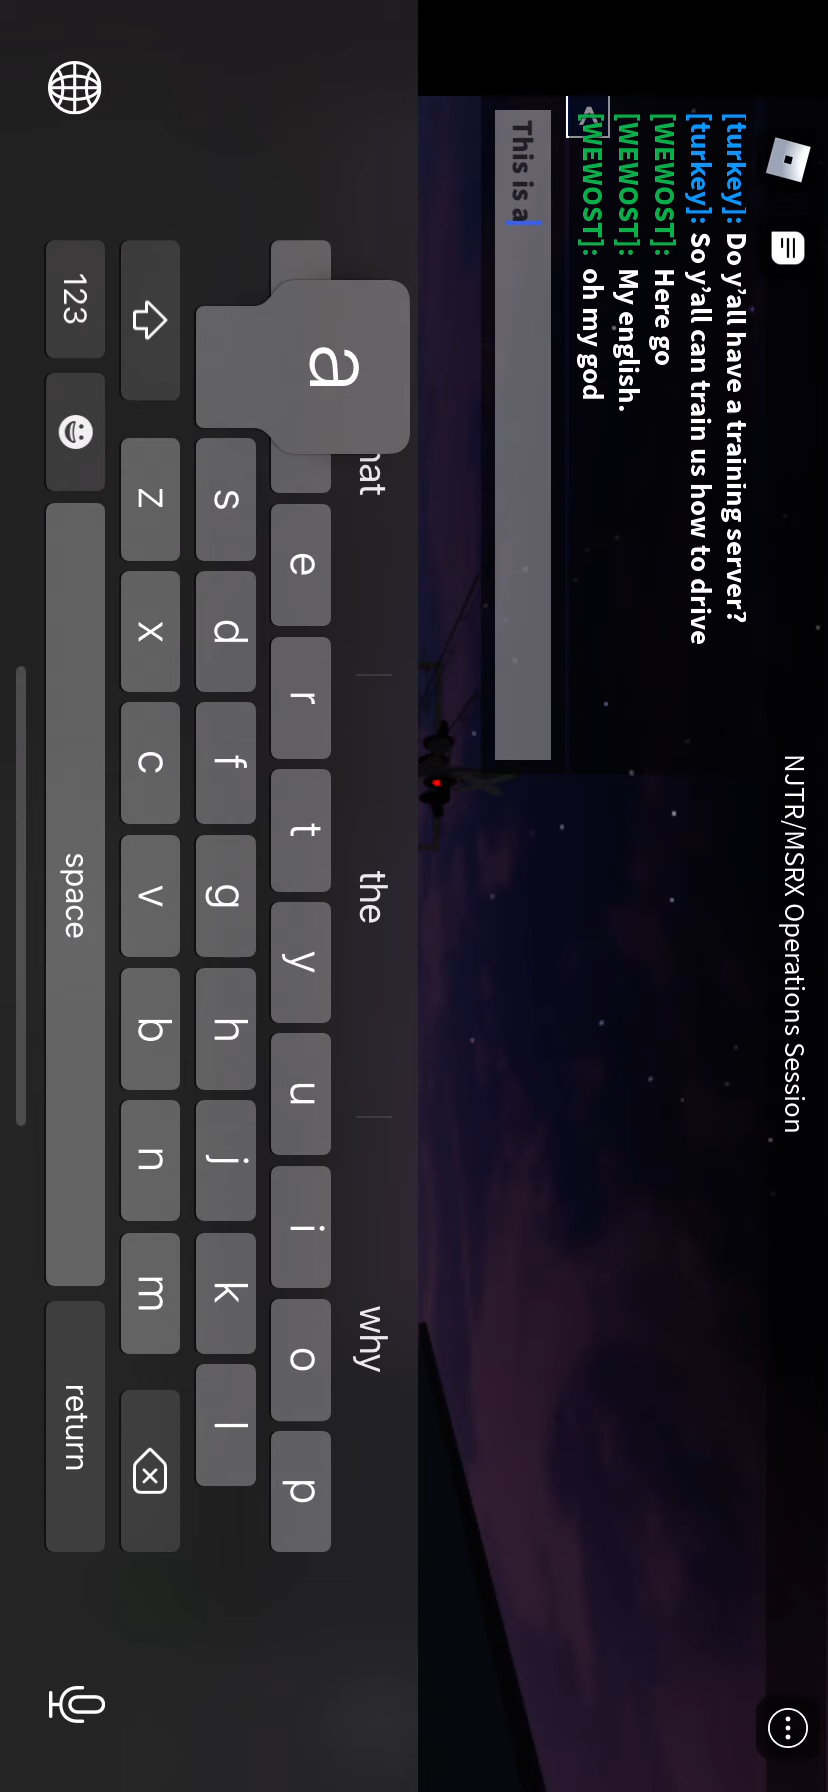 NJTR/MSRX Operations Session
[turkey]: Do y'all have a training server?
[turkey]: So y'all can train us how to drive
[WEWOST]: Here go
[WEWOST]: My english.
[WEWOST]: oh my god
This is a
the
why
a
e r t y u i o p
s d f g h j k l
z x c v b n m
123
space
return